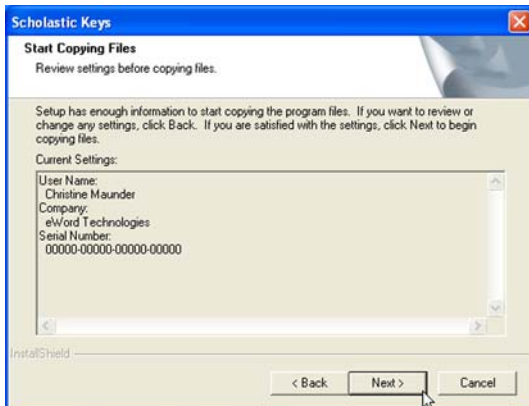 Scholastic Keys
Start Copying Files
Review settings before copying files.
Setup has enough information to start copying the program files. If you want to review or
change any settings, click Back. If you are satisfied with the settings, click Next to begin
copying files.
Current Settings:
User Name:
Christine Maunder
Company:
eWord Technologies
Serial Number:
00000-00000-00000-00000
InstallShield
< Back
Next >
Cancel